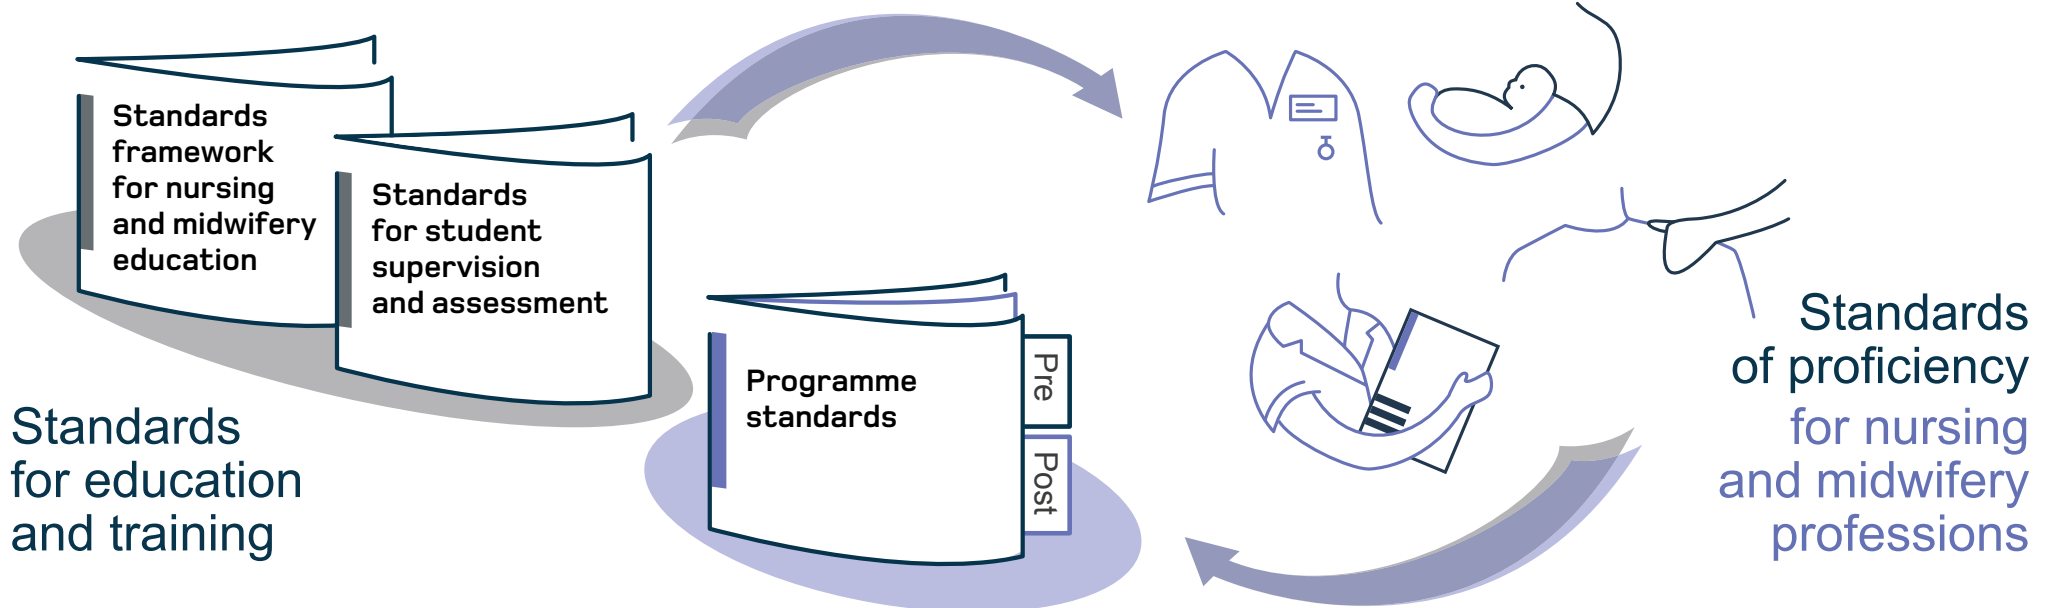 Standards
framework
for nursing
and midwifery
education
Standards
for student
supervision
and assessment
Programme
standards
Pre
Post
Standards
for education
and training
Standards
of proficiency
for nursing
and midwifery
professions